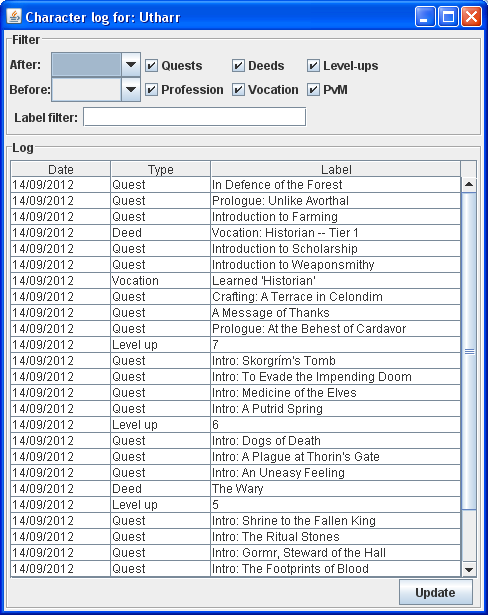 Character log for: Utharr
Filter
After: Quests Deeds Level-ups
Before: Profession Vocation PvM
Label filter:
Log
Date Type Label
14/09/2012 Quest In Defence of the Forest
14/09/2012 Quest Prologue: Unlike Avorthal
14/09/2012 Quest Introduction to Farming
14/09/2012 Deed Vocation: Historian -- Tier 1
14/09/2012 Quest Introduction to Scholarship
14/09/2012 Quest Introduction to Weaponsmithy
14/09/2012 Vocation Learned 'Historian'
14/09/2012 Quest Crafting: A Terrace in Celondim
14/09/2012 Quest A Message of Thanks
14/09/2012 Quest Prologue: At the Behest of Cardavor
14/09/2012 Level up 7
14/09/2012 Quest Intro: Skorgrím's Tomb
14/09/2012 Quest Intro: To Evade the Impending Doom
14/09/2012 Quest Intro: Medicine of the Elves
14/09/2012 Quest Intro: A Putrid Spring
14/09/2012 Level up 6
14/09/2012 Quest Intro: Dogs of Death
14/09/2012 Quest Intro: A Plague at Thorin's Gate
14/09/2012 Quest Intro: An Uneasy Feeling
14/09/2012 Deed The Wary
14/09/2012 Level up 5
14/09/2012 Quest Intro: Shrine to the Fallen King
14/09/2012 Quest Intro: The Ritual Stones
14/09/2012 Quest Intro: Gormr, Steward of the Hall
14/09/2012 Quest Intro: The Footprints of Blood
Update